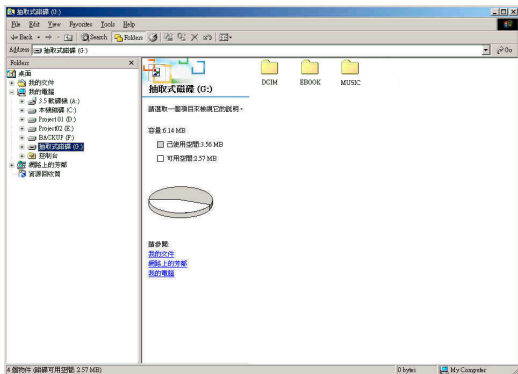 抽取式磁碟 (G:)
File Edit View Favorites Tools Help
Back Search Folders
Address 抽取式磁碟 (G:) Go
Folders
桌面
我的文件
我的電腦
3.5 軟碟機 (A:)
本機磁碟 (C:)
Project01 (D:)
Project02 (E:)
BACKUP (F:)
抽取式磁碟 (G:)
控制台
網路上的芳鄰
資源回收筒
抽取式磁碟 (G:)
請選取一個項目來檢視它的說明。
容量:6.14 MB
已使用空間:3.56 MB
可用空間:2.57 MB
請參閱:
我的文件
網路上的芳鄰
我的電腦
DCIM EBOOK MUSIC
4 個物件 (磁碟可用空間: 2.57 MB) 0 bytes My Computer